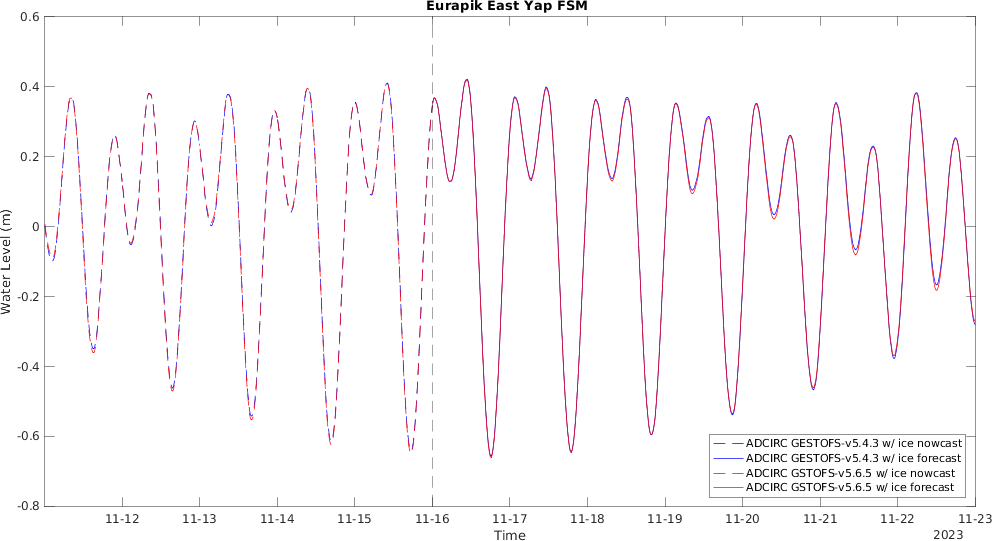 Eurapik East Yap FSM
0.6
0.4
0.2
0
-0.2
-0.4
-0.6
-0.8
Water Level (m)
ADCIRC GESTOFS-v5.4.3 w/ ice nowcast
ADCIRC GESTOFS-v5.4.3 w/ ice forecast
ADCIRC GSTOFS-v5.6.5 w/ ice nowcast
ADCIRC GSTOFS-v5.6.5 w/ ice forecast
11-12 11-13 11-14 11-15 11-16 11-17 11-18 11-19 11-20 11-21 11-22 11-23
Time
2023